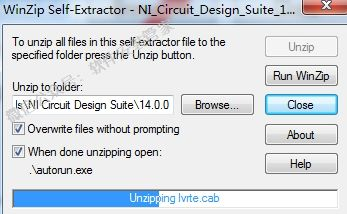 WinZip Self-Extractor - NI_Circuit_Design_Suite_1...
To unzip all files in this self-extractor file to the
specified folder press the Unzip button.
Unzip
Run WinZip
Unzip to folder:
ls\NI Circuit Design Suite\14.0.0
Browse...
Close
Overwrite files without prompting
About
When done unzipping open:
.\autorun.exe
Help
Unzipping lvrte.cab